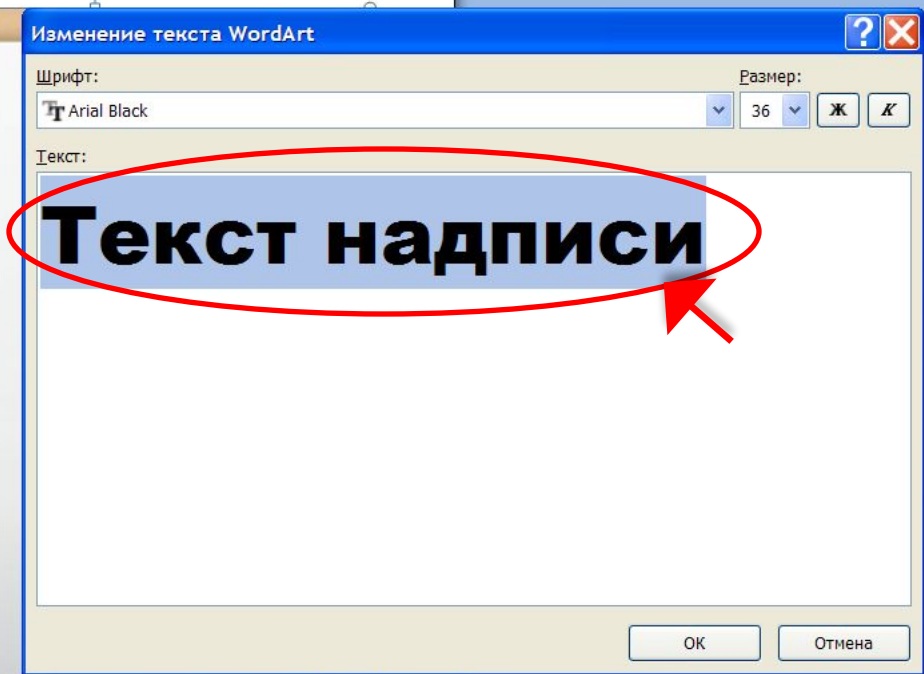 Изменение текста WordArt
Шрифт:
Размер:
Arial Black
36
Ж
К
Текст:
Текст надписи
ОК
Отмена